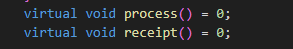 virtual void process() = 0;
virtual void receipt() = 0;